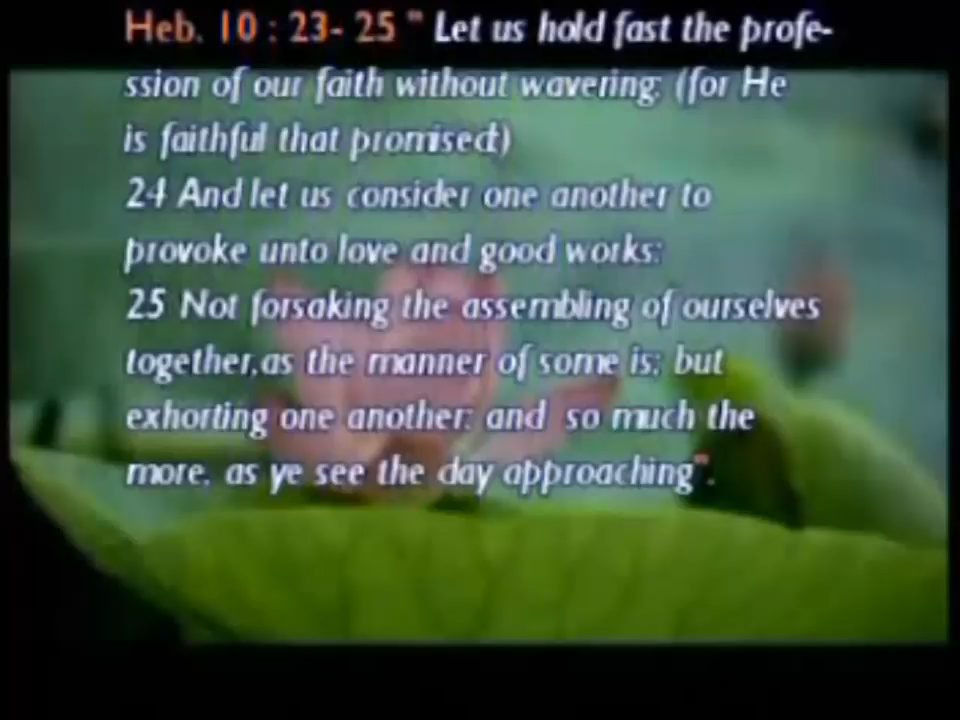 Heb. 10 : 23- 25 " Let us hold fast the profe-
ssion of our faith without wavering; (for He
is faithful that promised;)
24 And let us consider one another to
provoke unto love and good works:
25 Not forsaking the assembling of ourselves
together,as the manner of some is; but
exhorting one another: and so much the
more, as ye see the day approaching".